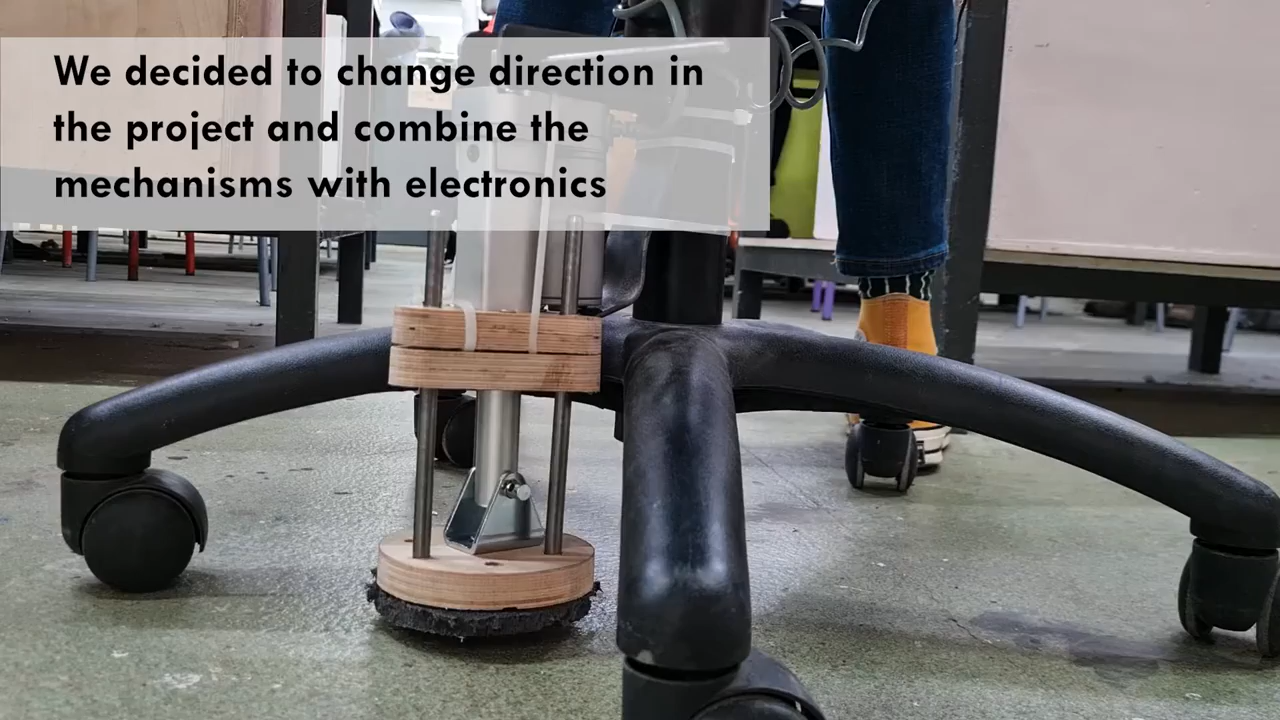 We decided to change direction in
the project and combine the
mechanisms with electronics